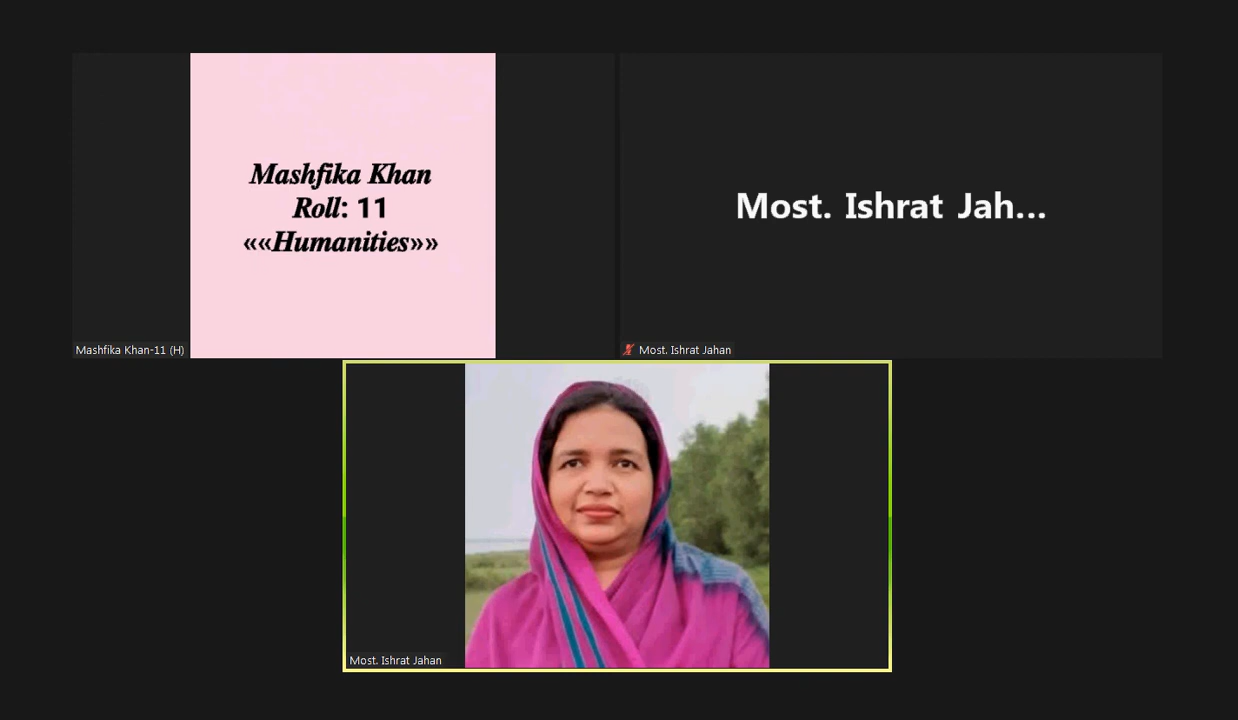 Mashfika Khan
Roll: 11
««Humanities»»
Mashfika Khan-11 (H)
Most. Ishrat Jah...
Most. Ishrat Jahan
Most. Ishrat Jahan